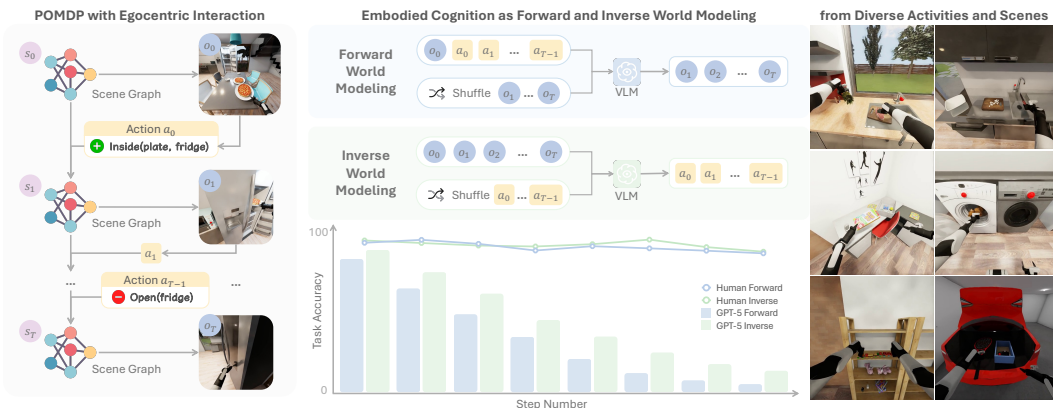 POMDP with Egocentric Interaction
s0
o0
Scene Graph
Action a0
+ Inside(plate, fridge)
s1
o1
Scene Graph
a1
...
...
Action aT−1
− Open(fridge)
sT
oT
Scene Graph
Embodied Cognition as Forward and Inverse World Modeling
Forward
World
Modeling
o0 a0 a1 ... aT−1
Shuffle o1 ... oT
VLM
o1 o2 ... oT
Inverse
World
Modeling
o0 o1 o2 ... oT
Shuffle a0 ... aT−1
VLM
a0 a1 ... aT−1
100
Task Accuracy
0
Human Forward
Human Inverse
GPT-5 Forward
GPT-5 Inverse
Step Number
from Diverse Activities and Scenes